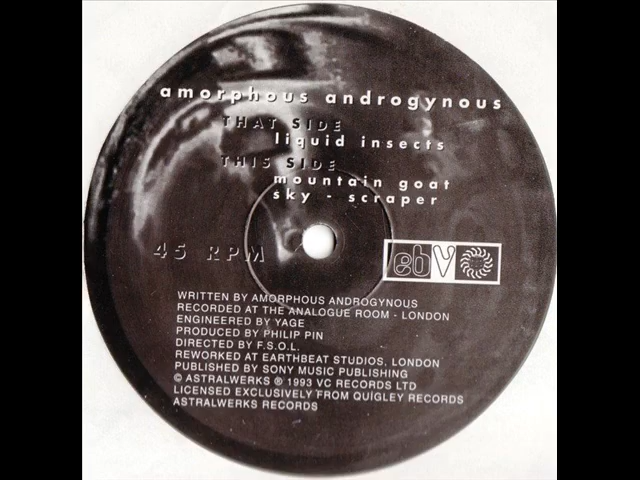 amorphous androgynous
THAT SIDE
liquid insects
THIS SIDE
mountain goat
sky - scraper
45 RPM
ebV
WRITTEN BY AMORPHOUS ANDROGYNOUS
RECORDED AT THE ANALOGUE ROOM - LONDON
ENGINEERED BY YAGE
PRODUCED BY PHILIP PIN
DIRECTED BY F.S.O.L.
REWORKED AT EARTHBEAT STUDIOS, LONDON
PUBLISHED BY SONY MUSIC PUBLISHING
© ASTRALWERKS ® 1993 VC RECORDS LTD
LICENSED EXCLUSIVELY FROM QUIGLEY RECORDS
ASTRALWERKS RECORDS